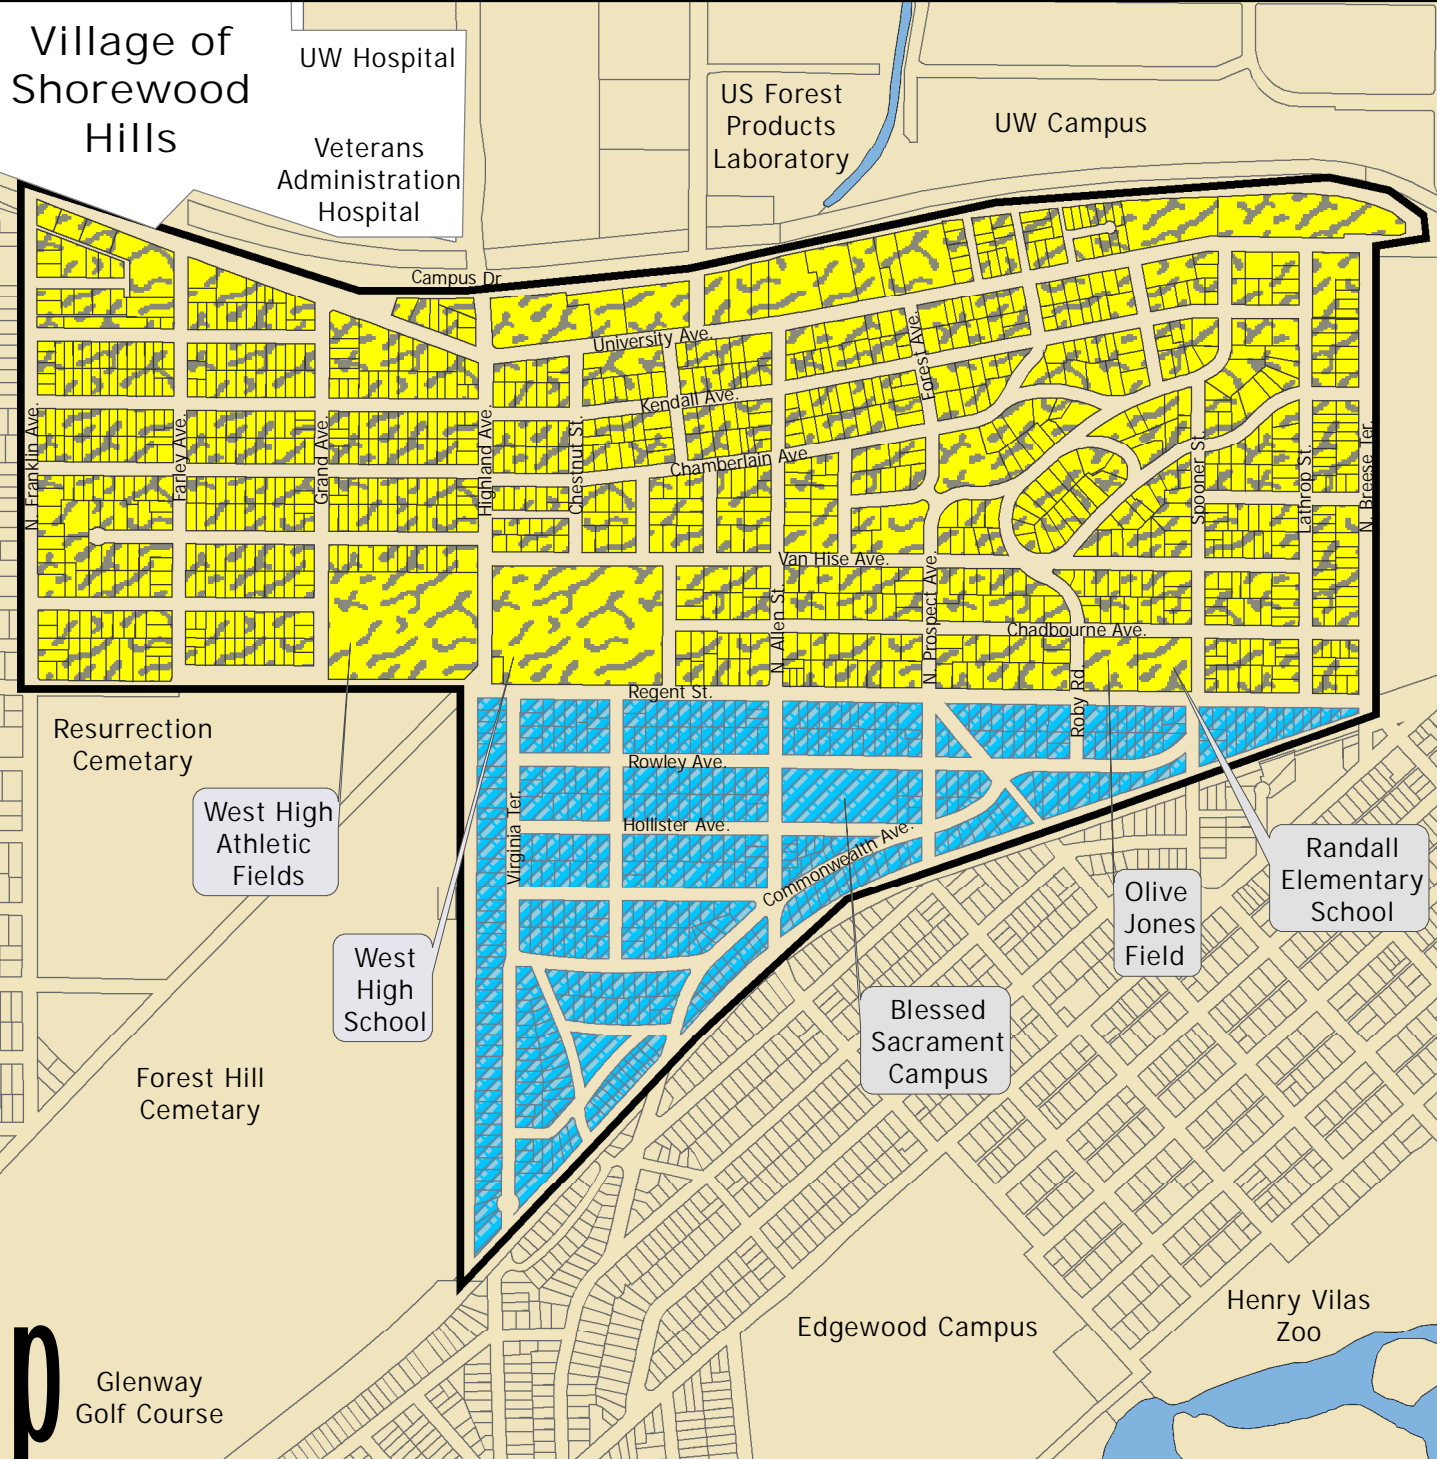 Village of
Shorewood
Hills
UW Hospital
Veterans
Administration
Hospital
US Forest
Products
Laboratory
UW Campus
Campus Dr.
University Ave.
Kendall Ave.
Chamberlain Ave
N. Franklin Ave.
Farley Ave.
Grand Ave.
Highland Ave.
Chestnut St.
Forest Ave.
Spooner St.
Lathrop St.
N. Breese Ter.
Van Hise Ave.
N. Allen St.
N. Prospect Ave.
Chadbourne Ave.
Roby Rd.
Regent St.
Rowley Ave.
Hollister Ave.
Virginia Ter.
Commonwealth Ave.
Resurrection
Cemetary
West High
Athletic
Fields
West
High
School
Randall
Elementary
School
Olive
Jones
Field
Blessed
Sacrament
Campus
Forest Hill
Cemetary
Edgewood Campus
Henry Vilas
Zoo
Glenway
Golf Course
p